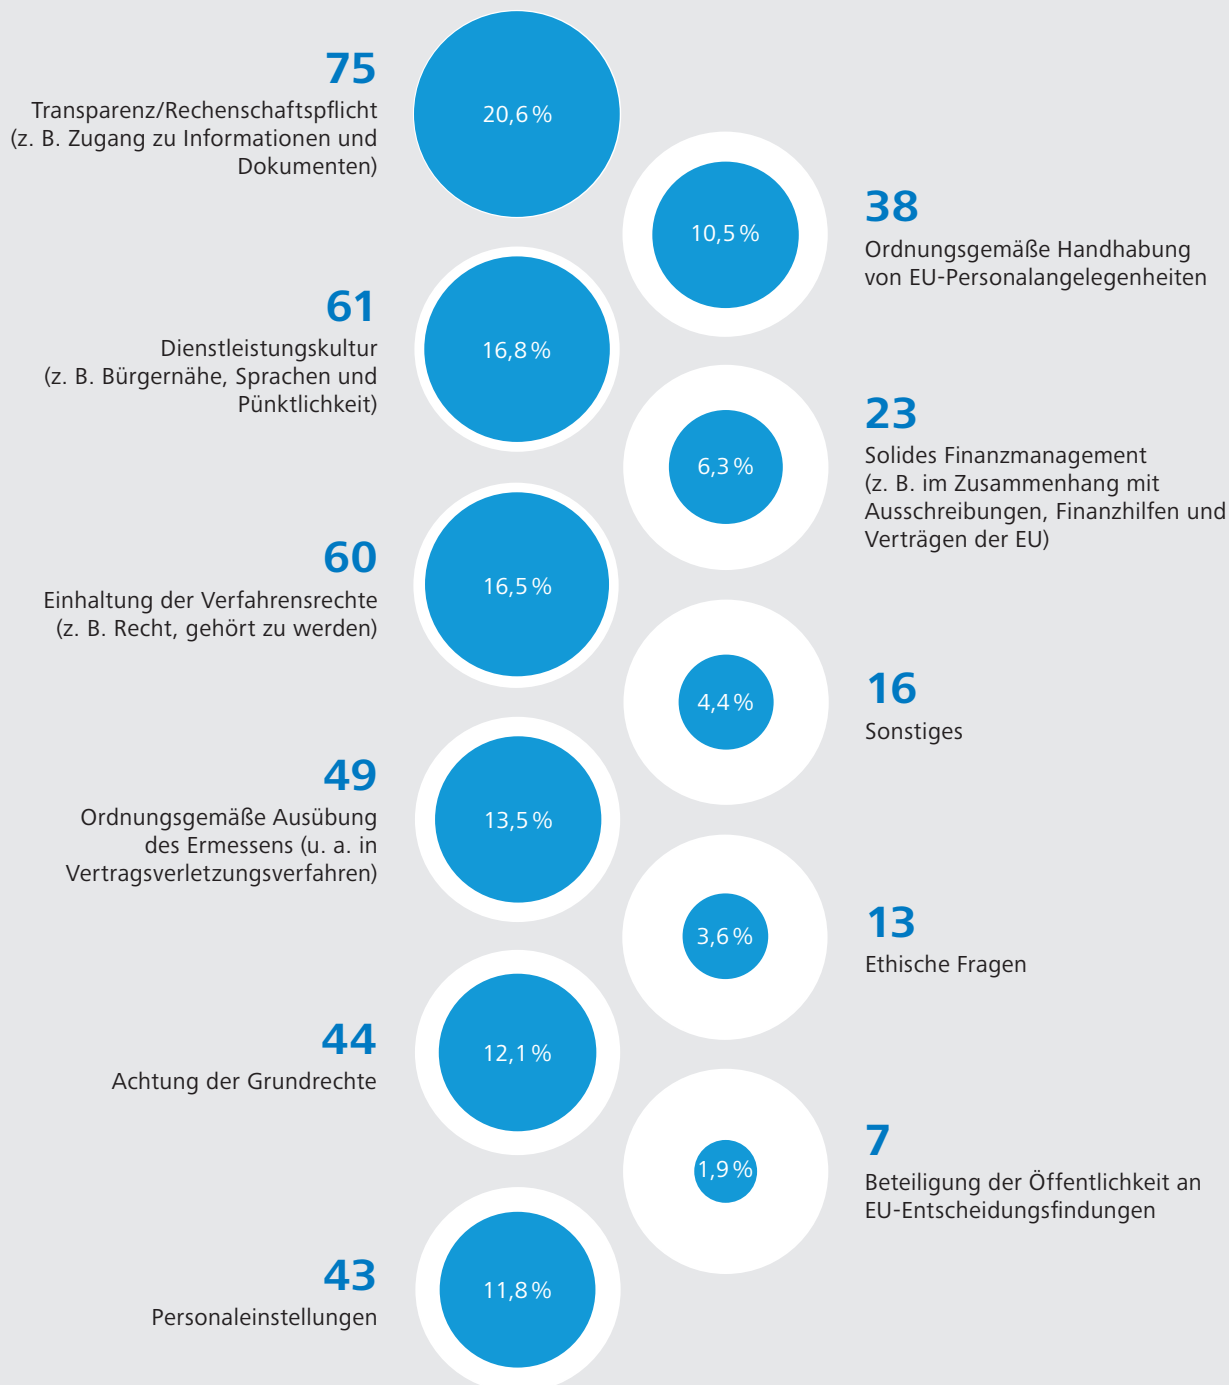 75
Transparenz/Rechenschaftspflicht
(z. B. Zugang zu Informationen und
Dokumenten)
20,6 %
38
Ordnungsgemäße Handhabung
von EU-Personalangelegenheiten
10,5 %
61
Dienstleistungskultur
(z. B. Bürgernähe, Sprachen und
Pünktlichkeit)
16,8 %
23
Solides Finanzmanagement
(z. B. im Zusammenhang mit
Ausschreibungen, Finanzhilfen und
Verträgen der EU)
6,3 %
60
Einhaltung der Verfahrensrechte
(z. B. Recht, gehört zu werden)
16,5 %
16
Sonstiges
4,4 %
49
Ordnungsgemäße Ausübung
des Ermessens (u. a. in
Vertragsverletzungsverfahren)
13,5 %
13
Ethische Fragen
3,6 %
44
Achtung der Grundrechte
12,1 %
7
Beteiligung der Öffentlichkeit an
EU-Entscheidungsfindungen
1,9 %
43
Personaleinstellungen
11,8 %